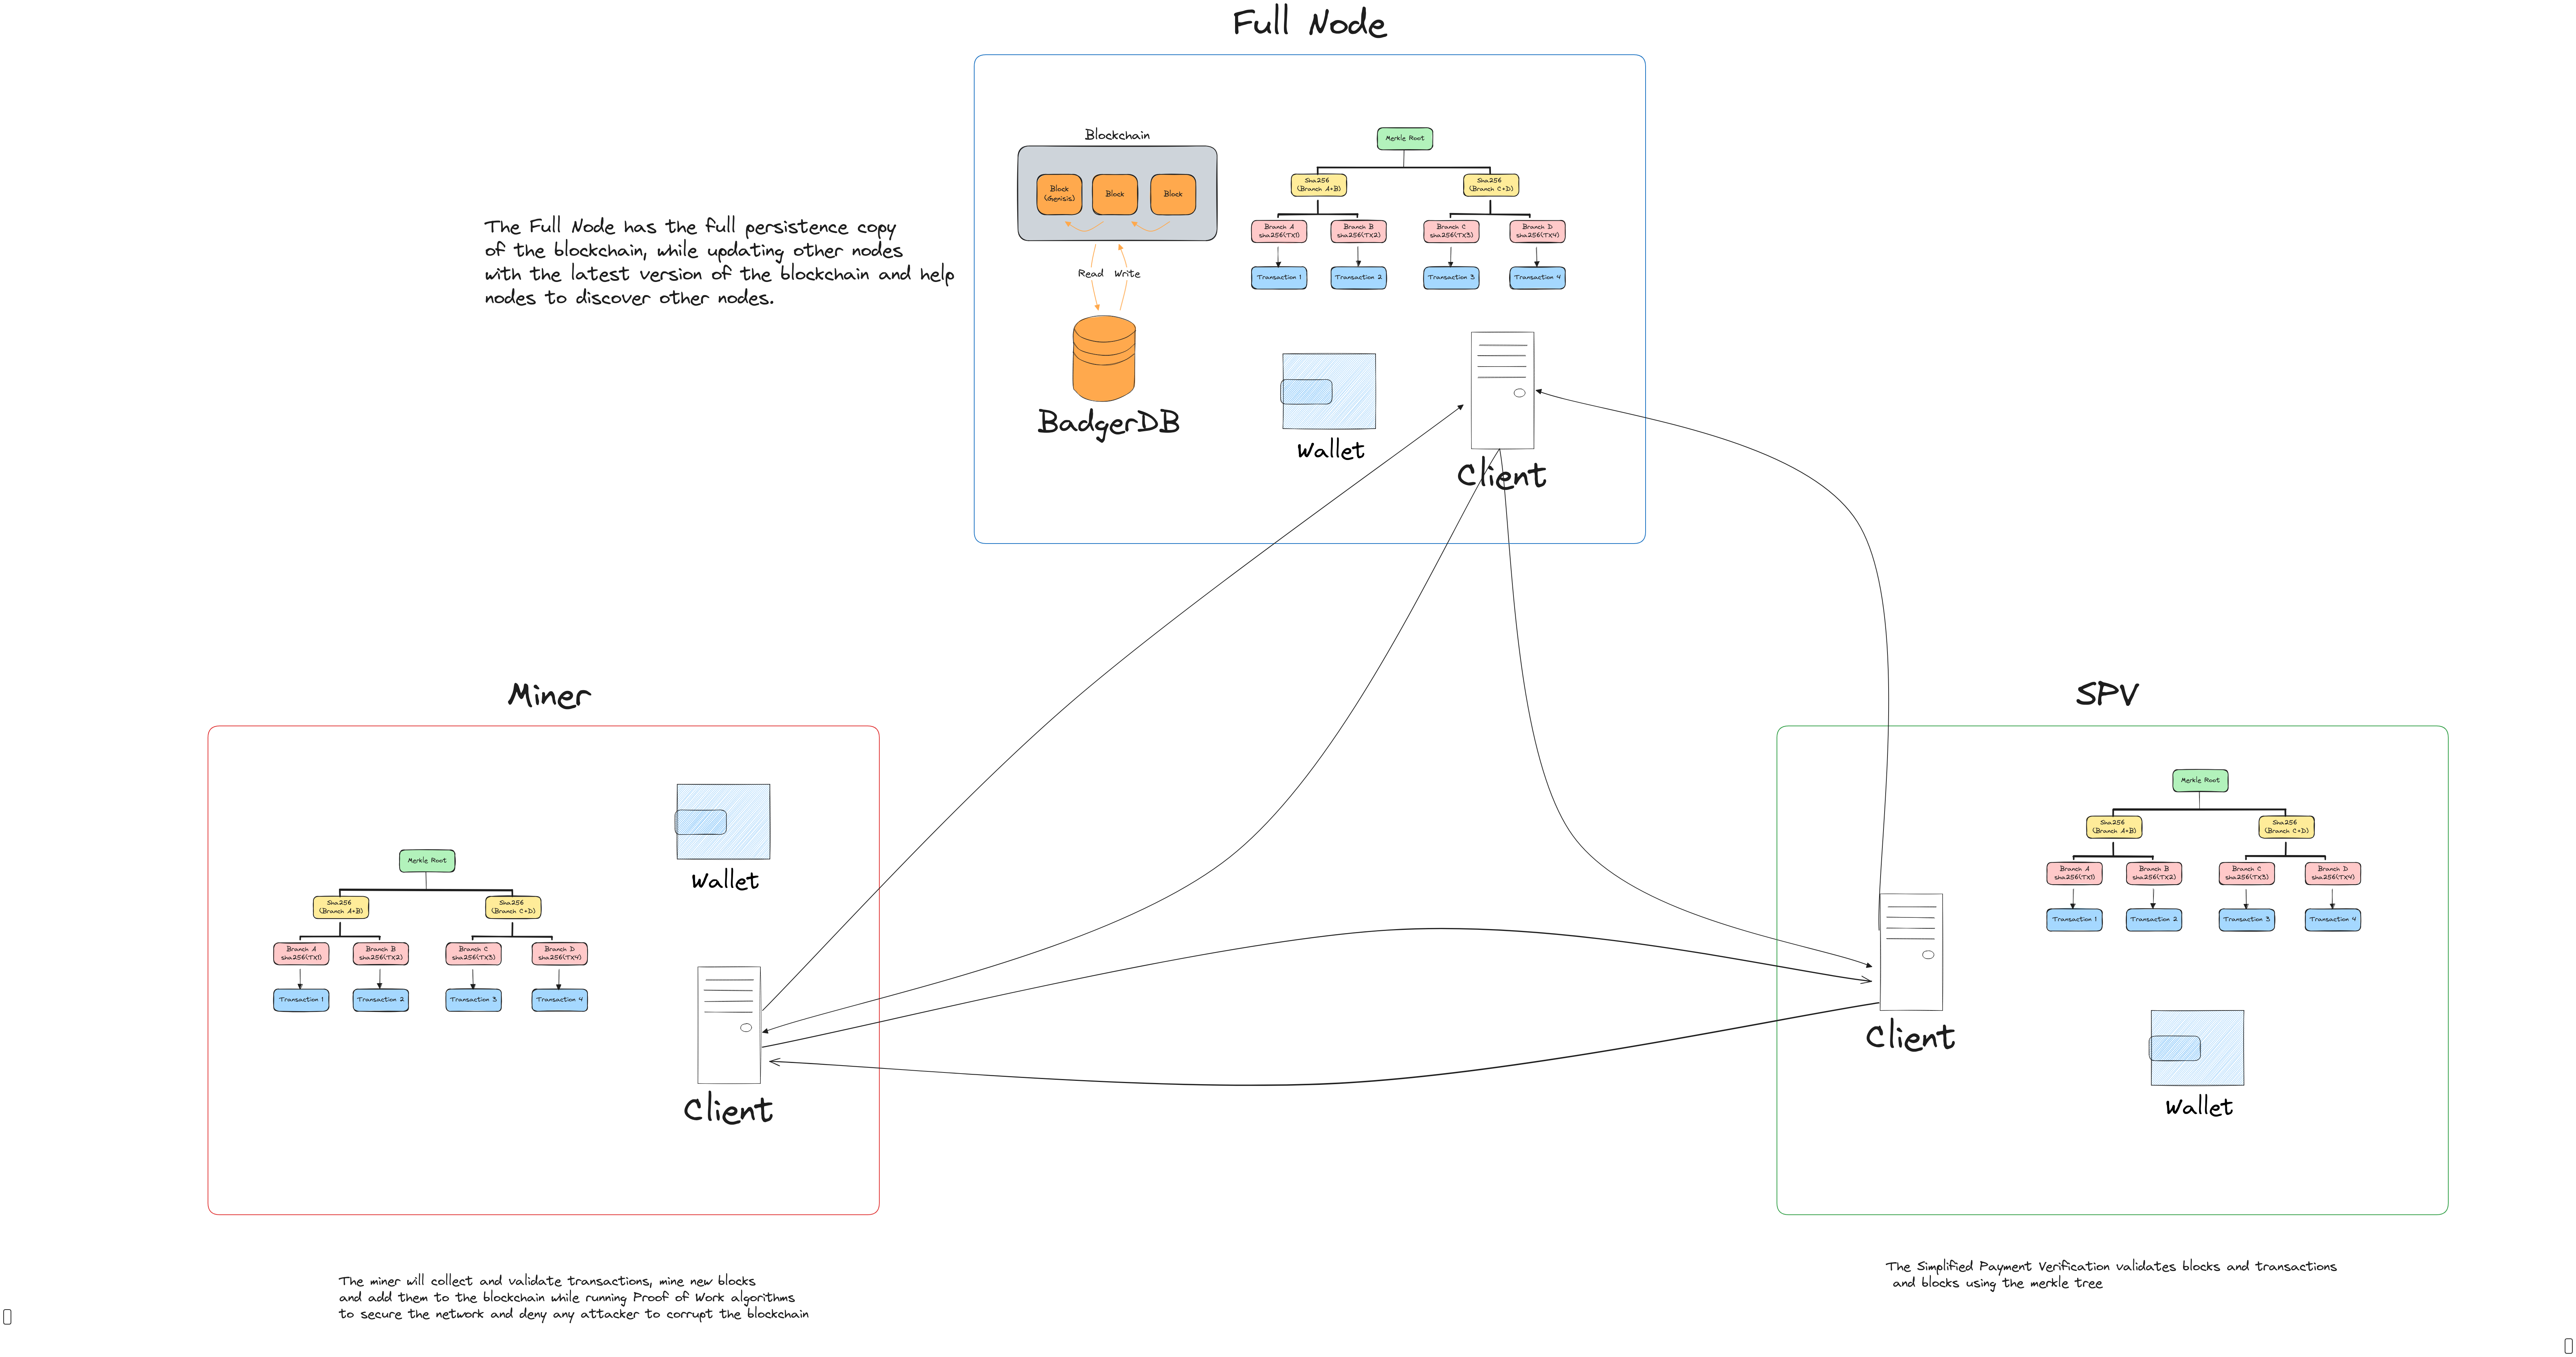 Full Node
Blockchain
Block
(Genisis)
Block
Block
Read
Write
BadgerDB
Merkle Root
Sha256
(Branch A+B)
Sha256
(Branch C+D)
Branch A
sha256(TX1)
Branch B
sha256(TX2)
Branch C
sha256(TX3)
Branch D
sha256(TX4)
Transaction 1
Transaction 2
Transaction 3
Transaction 4
Wallet
Client
The Full Node has the full persistence copy
of the blockchain, while updating other nodes
with the latest version of the blockchain and help
nodes to discover other nodes.
Miner
Wallet
Merkle Root
Sha256
(Branch A+B)
Sha256
(Branch C+D)
Branch A
sha256(TX1)
Branch B
sha256(TX2)
Branch C
sha256(TX3)
Branch D
sha256(TX4)
Transaction 1
Transaction 2
Transaction 3
Transaction 4
Client
The miner will collect and validate transactions, mine new blocks
and add them to the blockchain while running Proof of Work algorithms
to secure the network and deny any attacker to corrupt the blockchain
SPV
Merkle Root
Sha256
(Branch A+B)
Sha256
(Branch C+D)
Branch A
sha256(TX1)
Branch B
sha256(TX2)
Branch C
sha256(TX3)
Branch D
sha256(TX4)
Transaction 1
Transaction 2
Transaction 3
Transaction 4
Client
Wallet
The Simplified Payment Verification validates blocks and transactions
and blocks using the merkle tree